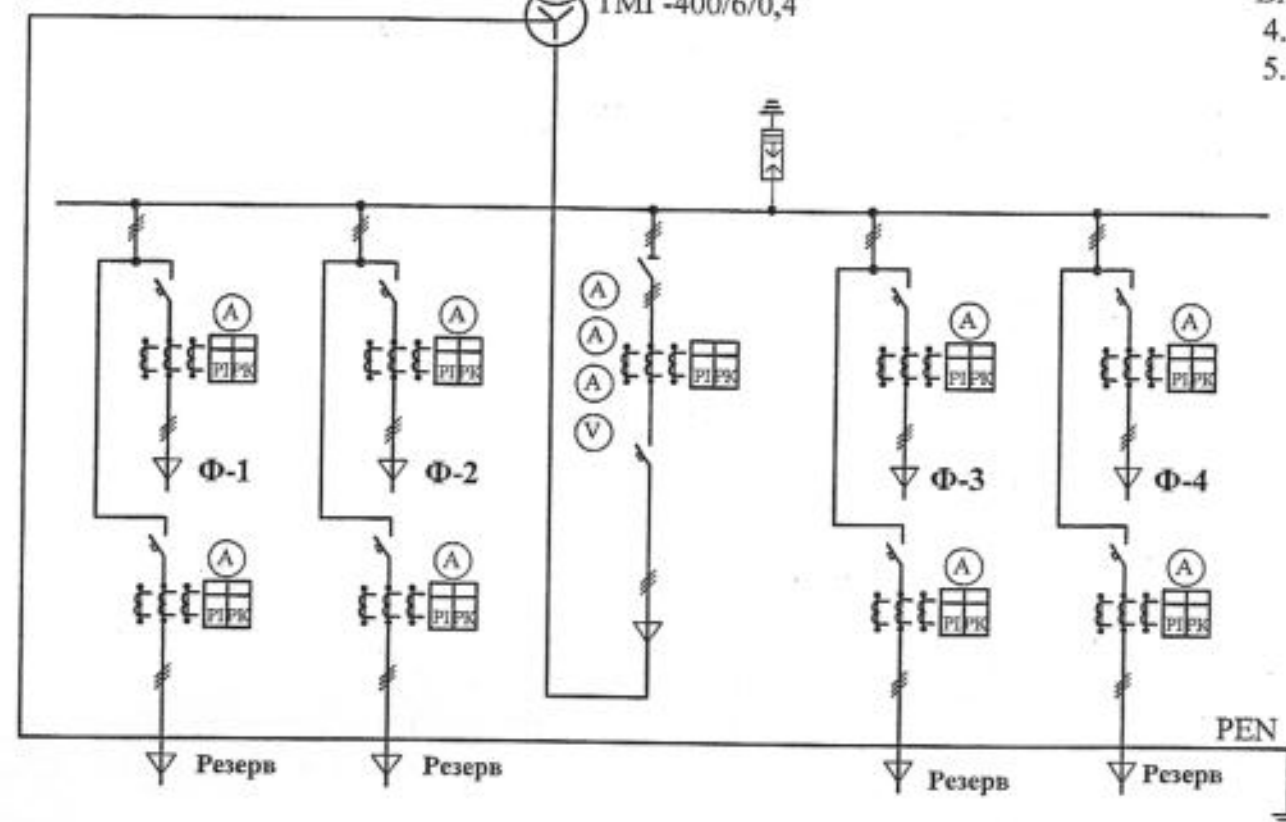 ТМГ-400/6/0,4
4.
5.
A
A
A
A
A
PI PK
PI PK
PI PK
PI PK
PI PK
A
A
V
Ф-1
Ф-2
Ф-3
Ф-4
A
A
A
A
PI PK
PI PK
PI PK
PI PK
PEN
Резерв
Резерв
Резерв
Резерв